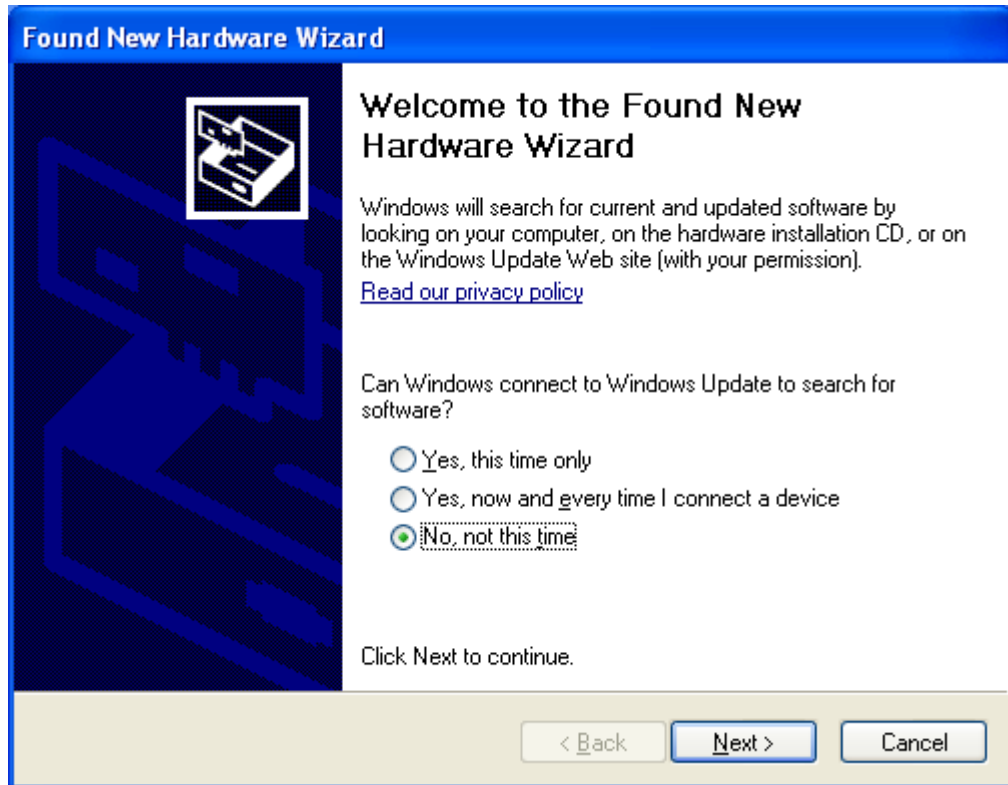 Found New Hardware Wizard
Welcome to the Found New
Hardware Wizard
Windows will search for current and updated software by
looking on your computer, on the hardware installation CD, or on
the Windows Update Web site (with your permission).
Read our privacy policy
Can Windows connect to Windows Update to search for
software?
Yes, this time only
Yes, now and every time I connect a device
No, not this time
Click Next to continue.
< Back
Next >
Cancel